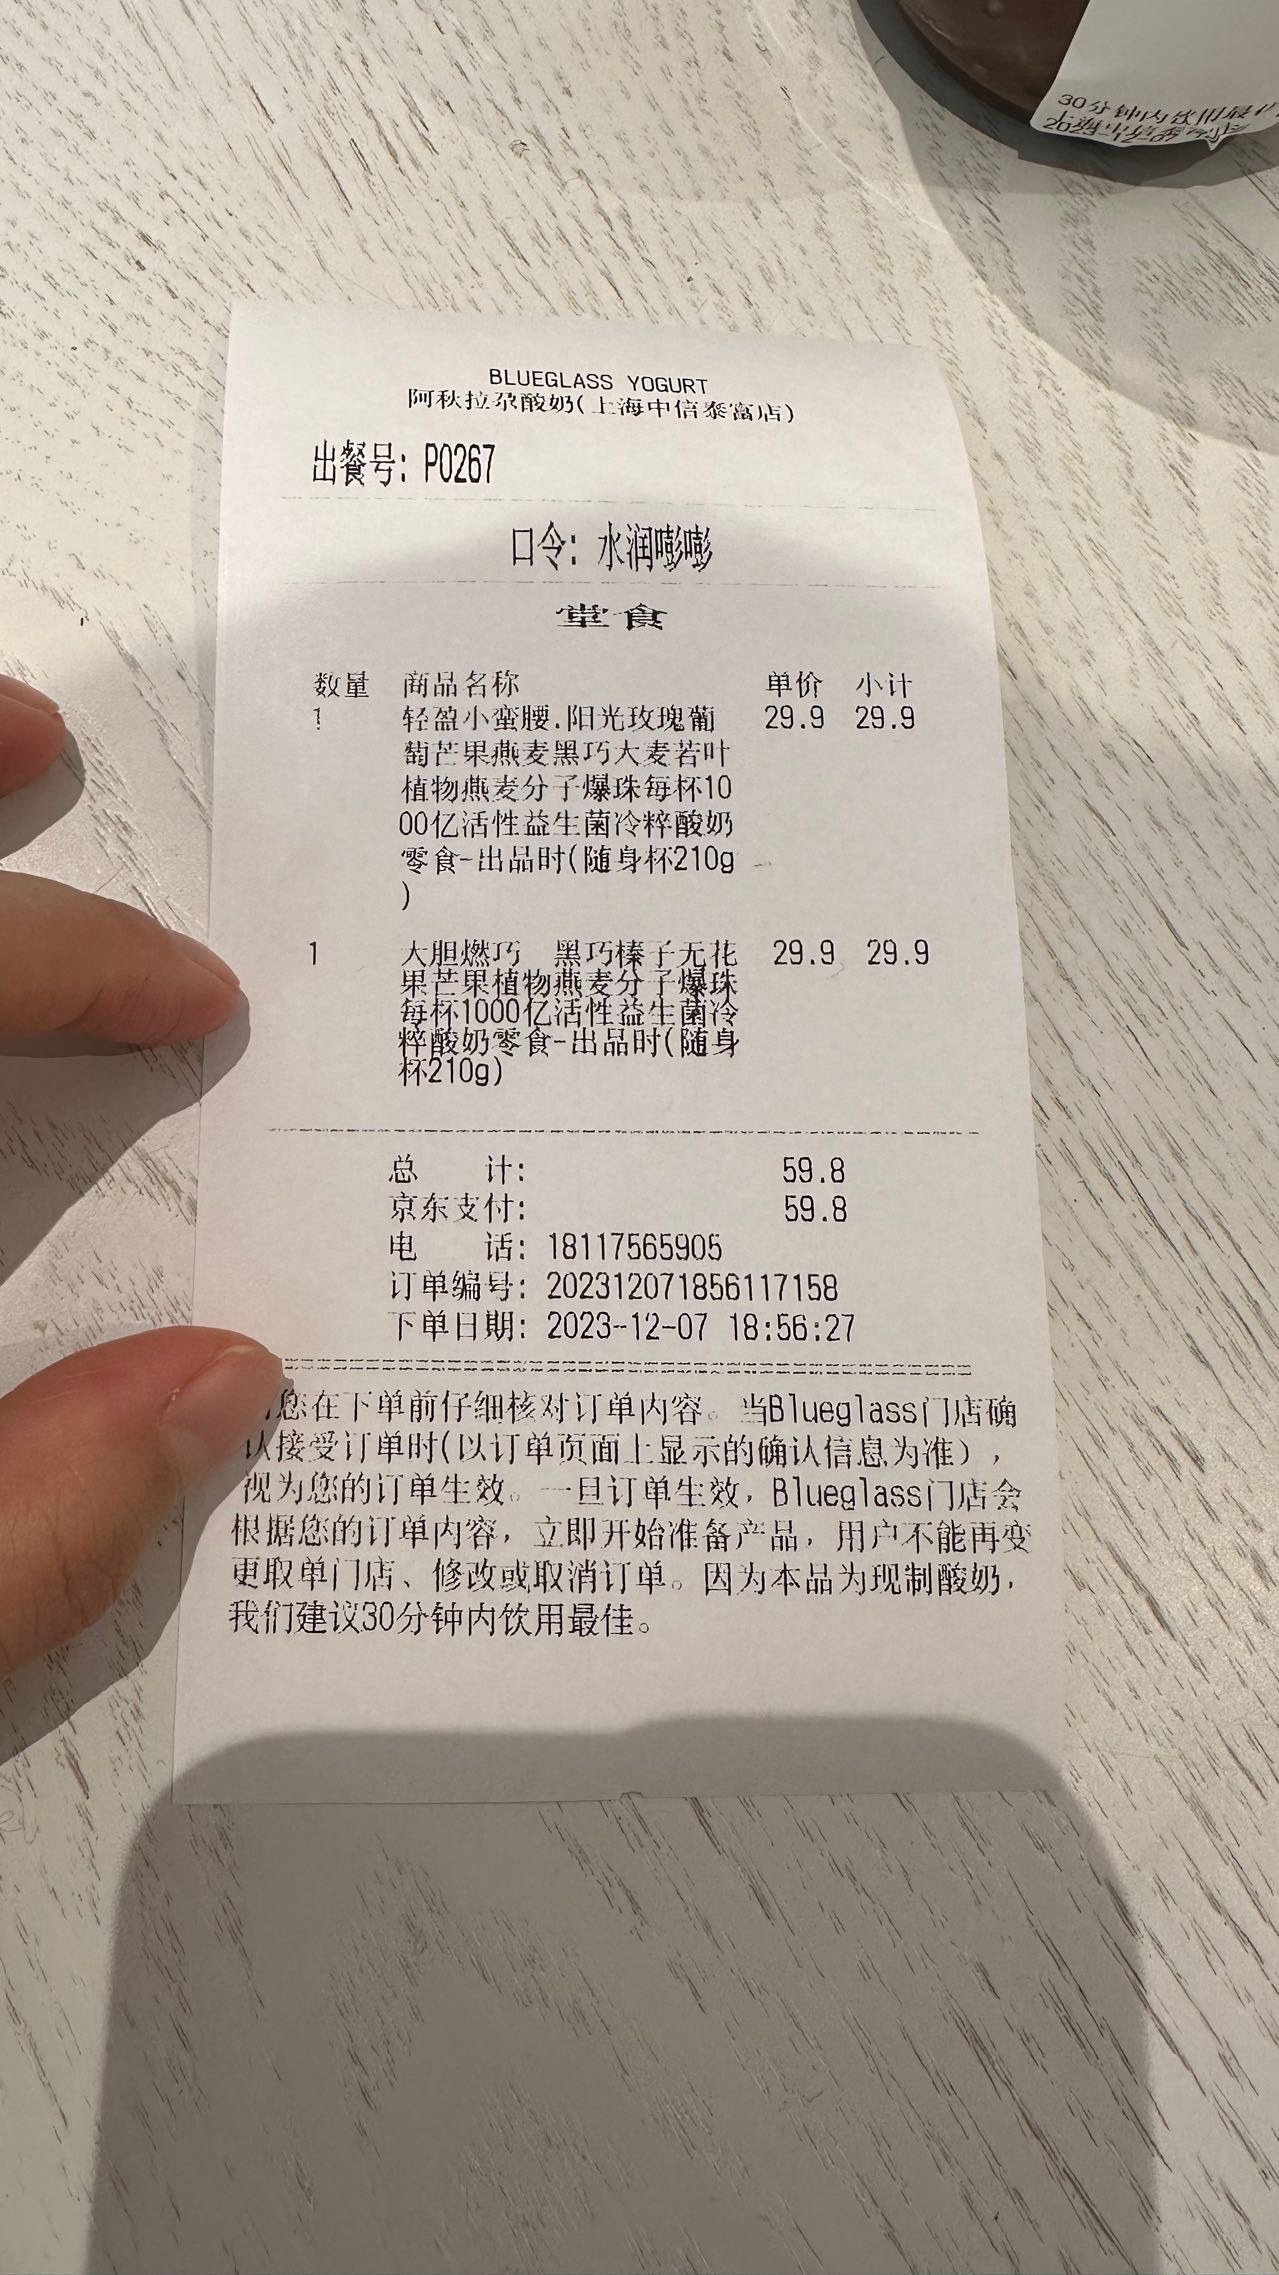 30分钟内饮用最
BLUEGLASS YOGURT
阿秋拉尕酸奶(上海中信泰富店)
出餐号: P0267
口令: 水润嘭嘭
堂食
数量 商品名称 单价 小计
1 轻盈小蛮腰.阳光玫瑰葡 29.9 29.9
萄芒果燕麦黑巧大麦若叶
植物燕麦分子爆珠每杯10
00亿活性益生菌冷粹酸奶
零食-出品时(随身杯210g
)
1 大胆燃巧 黑巧榛子无花 29.9 29.9
果芒果植物燕麦分子爆珠
每杯1000亿活性益生菌冷
粹酸奶零食-出品时(随身
杯210g)
总 计: 59.8
京东支付: 59.8
电 话: 18117565905
订单编号: 202312071856117158
下单日期: 2023-12-07 18:56:27
您在下单前仔细核对订单内容。当Blueglass门店确
认接受订单时(以订单页面上显示的确认信息为准),
视为您的订单生效。一旦订单生效,Blueglass门店会
根据您的订单内容,立即开始准备产品,用户不能再变
更取单门店、修改或取消订单。因为本品为现制酸奶,
我们建议30分钟内饮用最佳。